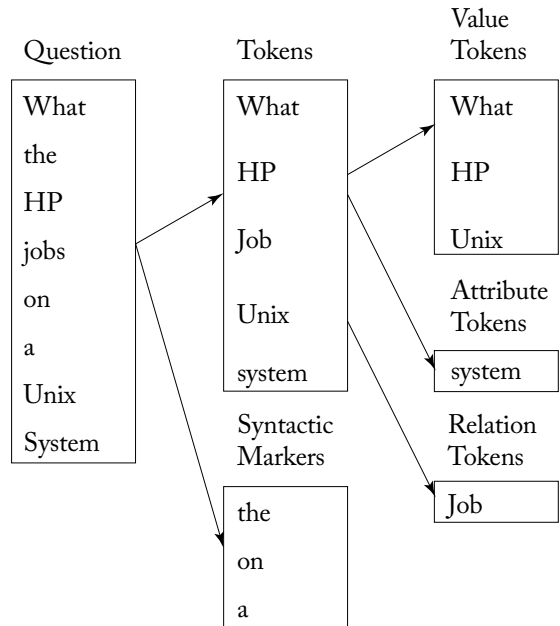 Question
What
the
HP
jobs
on
a
Unix
System
Tokens
What
HP
Job
Unix
system
Syntactic
Markers
the
on
a
Value
Tokens
What
HP
Unix
Attribute
Tokens
system
Relation
Tokens
Job